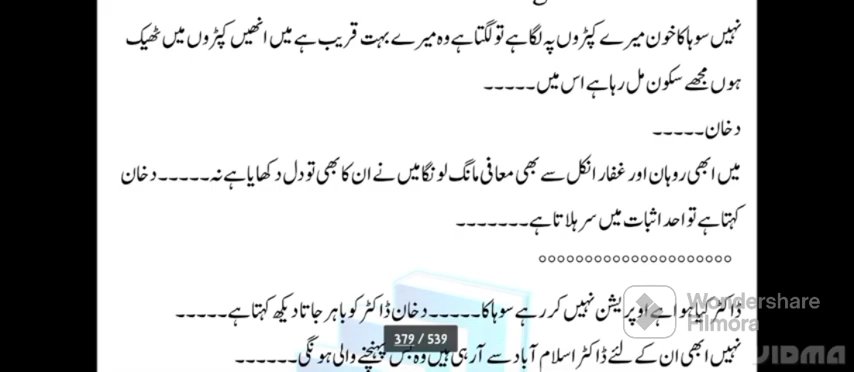 نہیں سوہا کا خون میرے کپڑوں پہ لگا ہے تو لگتا ہے وہ میرے بہت قریب ہے میں انھیں کپڑوں میں ٹھیک
ہوں مجھے سکون مل رہا ہے اس میں-----
دخان-----
میں ابھی روہان اور غفار انکل سے بھی معافی مانگ لونگا میں نے ان کا بھی تو دل دکھایا ہے نہ-----دخان
کہتا ہے تو احد اثبات میں سر ہلاتا ہے-------
°°°°°°°°°°°°°°°°°°°°°
ڈاکٹر کیا ہوا ہے اوپریشن نہیں کر رہے سوہا کا-----دخان ڈاکٹر کو باہر جاتا دیکھ کہتا ہے-----
Wondershare
Filmora
379 / 539
نہیں ابھی ان کے لئے ڈاکٹر اسلام آباد سے آ رہی ہیں وہ بس پہنچنے والی ہونگی------
VIDMA